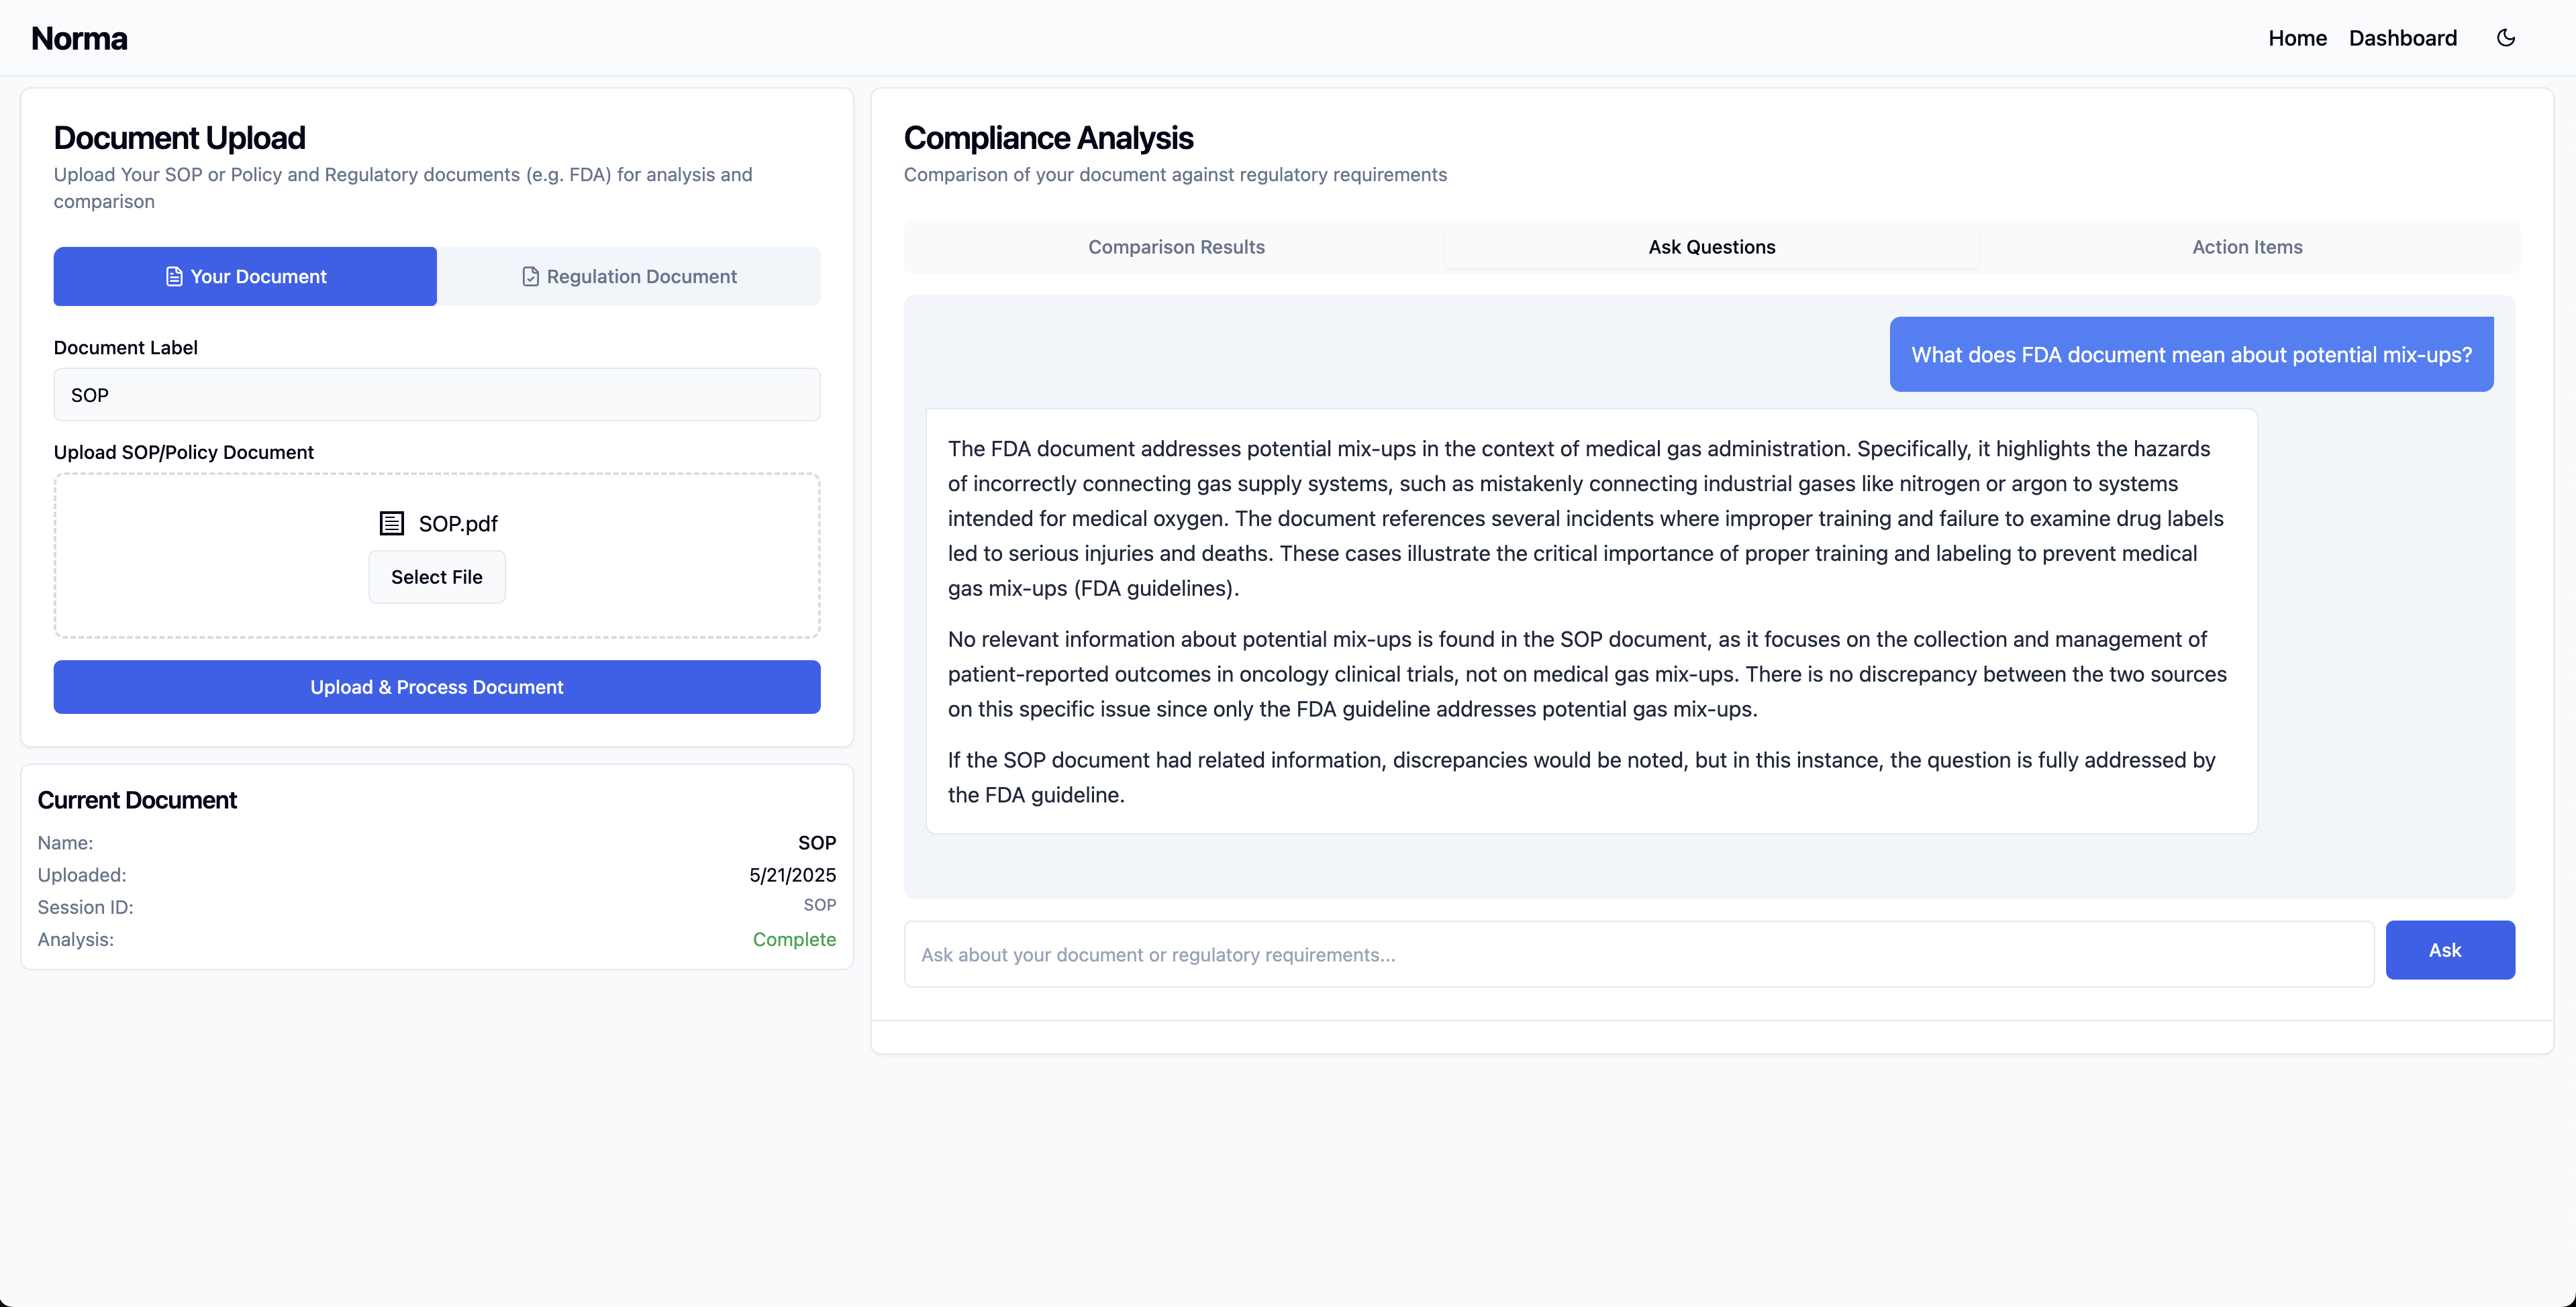 Norma
Home
Dashboard
Document Upload
Upload Your SOP or Policy and Regulatory documents (e.g. FDA) for analysis and
comparison
Your Document
Regulation Document
Document Label
SOP
Upload SOP/Policy Document
SOP.pdf
Select File
Upload & Process Document
Current Document
Name:
SOP
Uploaded:
5/21/2025
Session ID:
SOP
Analysis:
Complete
Compliance Analysis
Comparison of your document against regulatory requirements
Comparison Results
Ask Questions
Action Items
What does FDA document mean about potential mix-ups?
The FDA document addresses potential mix-ups in the context of medical gas administration. Specifically, it highlights the hazards
of incorrectly connecting gas supply systems, such as mistakenly connecting industrial gases like nitrogen or argon to systems
intended for medical oxygen. The document references several incidents where improper training and failure to examine drug labels
led to serious injuries and deaths. These cases illustrate the critical importance of proper training and labeling to prevent medical
gas mix-ups (FDA guidelines).
No relevant information about potential mix-ups is found in the SOP document, as it focuses on the collection and management of
patient-reported outcomes in oncology clinical trials, not on medical gas mix-ups. There is no discrepancy between the two sources
on this specific issue since only the FDA guideline addresses potential gas mix-ups.
If the SOP document had related information, discrepancies would be noted, but in this instance, the question is fully addressed by
the FDA guideline.
Ask about your document or regulatory requirements...
Ask